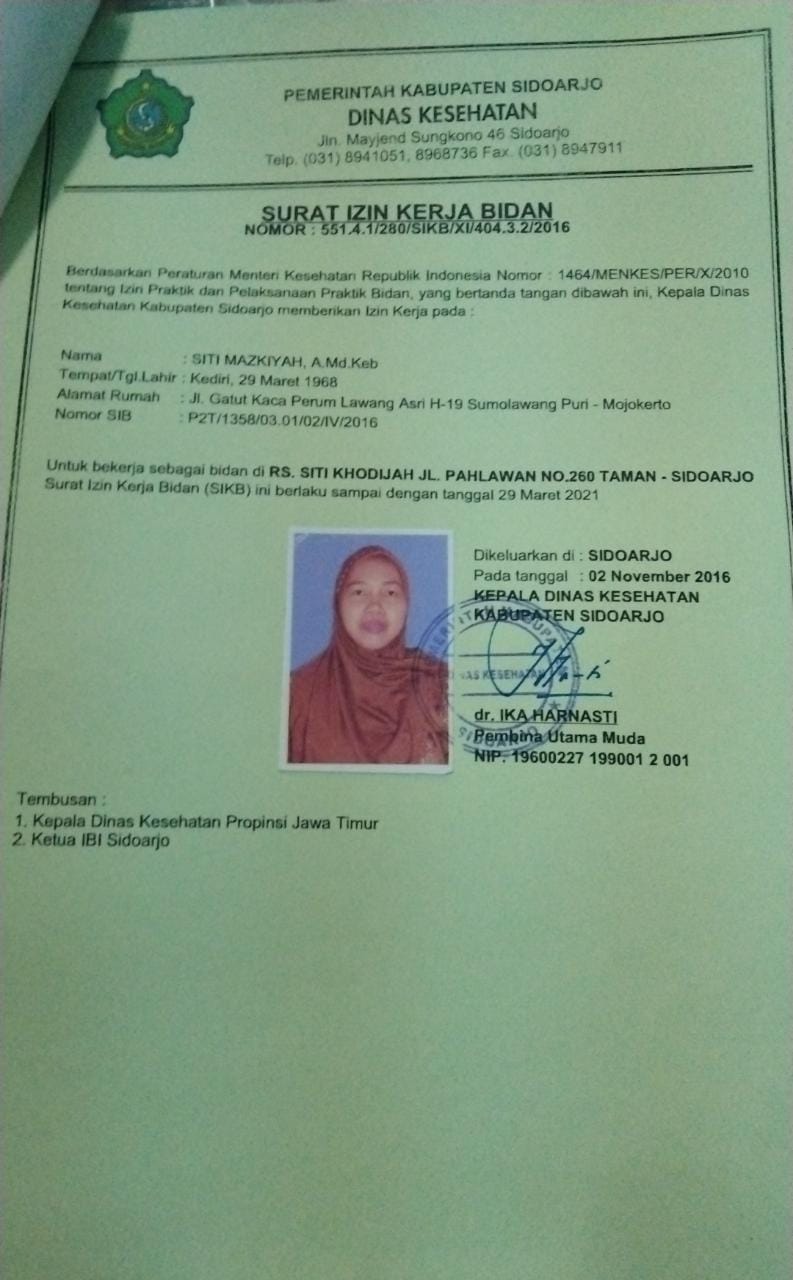 PEMERINTAH KABUPATEN SIDOARJO
DINAS KESEHATAN
Jln. Mayjend Sungkono 46 Sidoarjo
Telp. (031) 8941051, 8968736 Fax. (031) 8947911
SURAT IZIN KERJA BIDAN
NOMOR : 551.4.1/280/SIKB/XI/404.3.2/2016
Berdasarkan Peraturan Menteri Kesehatan Republik Indonesia Nomor : 1464/MENKES/PER/X/2010
tentang Izin Praktik dan Pelaksanaan Praktik Bidan, yang bertanda tangan dibawah ini, Kepala Dinas
Kesehatan Kabupaten Sidoarjo memberikan Izin Kerja pada :
Nama : SITI MAZKIYAH, A.Md.Keb
Tempat/Tgl.Lahir : Kediri, 29 Maret 1968
Alamat Rumah : Jl. Gatut Kaca Perum Lawang Asri H-19 Sumolawang Puri - Mojokerto
Nomor SIB : P2T/1358/03.01/02/IV/2016
Untuk bekerja sebagai bidan di RS. SITI KHODIJAH JL. PAHLAWAN NO.260 TAMAN - SIDOARJO
Surat Izin Kerja Bidan (SIKB) ini berlaku sampai dengan tanggal 29 Maret 2021
Dikeluarkan di : SIDOARJO
Pada tanggal : 02 November 2016
KEPALA DINAS KESEHATAN
KABUPATEN SIDOARJO
DINAS KESEHATAN
SIDOARJO
dr. IKA HARNASTI
Pembina Utama Muda
NIP. 19600227 199001 2 001
Tembusan :
1. Kepala Dinas Kesehatan Propinsi Jawa Timur
2. Ketua IBI Sidoarjo